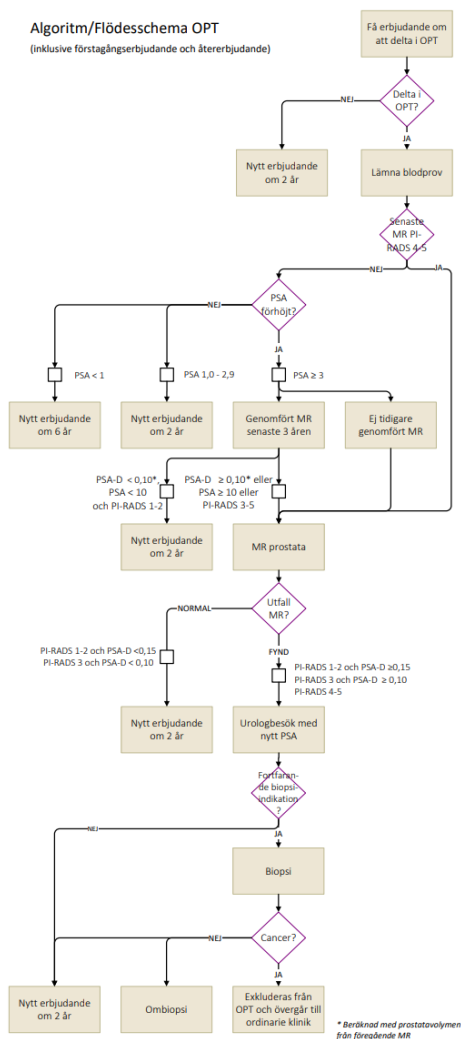 Algoritm/Flödesschema OPT
(inklusive förstagångserbjudande och återerbjudande)
Få erbjudande om
att delta i OPT
Delta i
OPT?
NEJ
JA
Nytt erbjudande
om 2 år
Lämna blodprov
Senaste
MR PI-
RADS 4-5
NEJ
JA
PSA
förhöjt?
NEJ
JA
PSA < 1
PSA 1,0 - 2,9
PSA ≥ 3
Nytt erbjudande
om 6 år
Nytt erbjudande
om 2 år
Genomfört MR
senaste 3 åren
Ej tidigare
genomfört MR
PSA-D < 0,10*,
PSA < 10
och PI-RADS 1-2
PSA-D ≥ 0,10* eller
PSA ≥ 10 eller
PI-RADS 3-5
Nytt erbjudande
om 2 år
MR prostata
Utfall
MR?
NORMAL
FYND
PI-RADS 1-2 och PSA-D <0,15
PI-RADS 3 och PSA-D < 0,10
PI-RADS 1-2 och PSA-D ≥0,15
PI-RADS 3 och PSA-D ≥ 0,10
PI-RADS 4-5
Nytt erbjudande
om 2 år
Urologbesök med
nytt PSA
Fortfaran-
de biopsi-
indikation
?
NEJ
JA
Biopsi
Cancer?
NEJ
JA
Nytt erbjudande
om 2 år
Ombiopsi
Exkluderas från
OPT och övergår till
ordinarie klinik
* Beräknad med prostatavolymen
från föregående MR